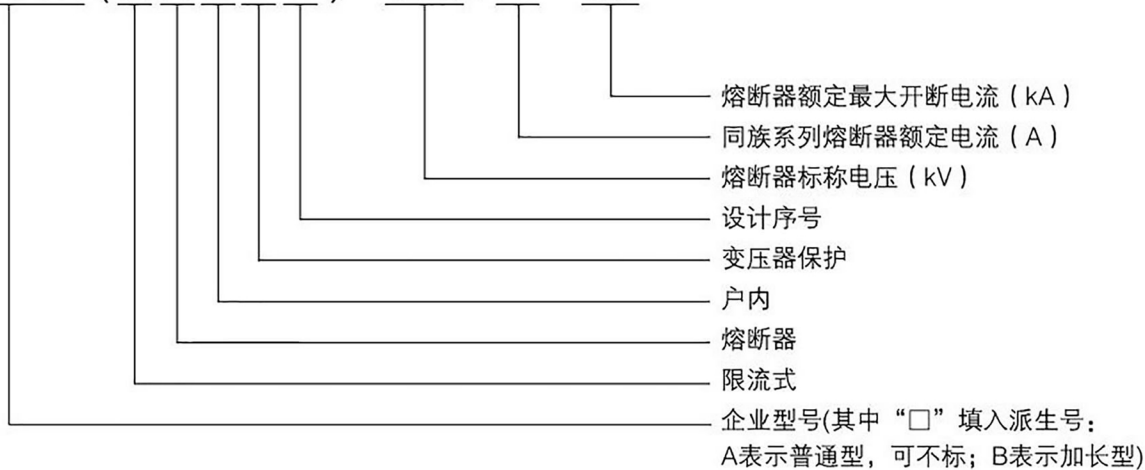 熔断器额定最大开断电流（kA）
同族系列熔断器额定电流（A）
熔断器标称电压（kV）
设计序号
变压器保护
户内
熔断器
限流式
企业型号(其中“□”填入派生号：
A表示普通型，可不标；B表示加长型)